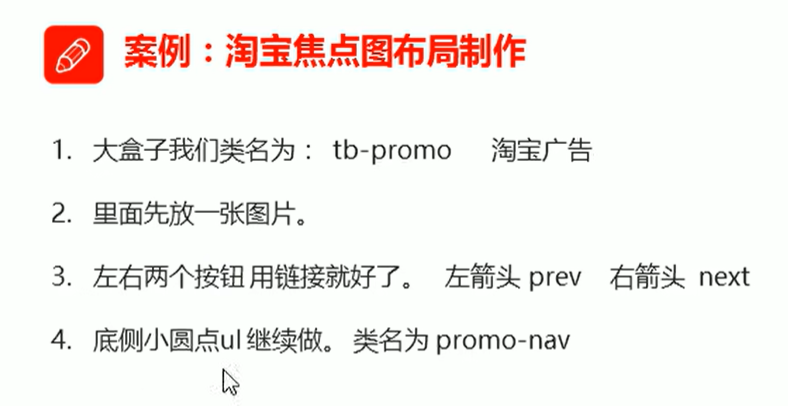 案例：淘宝焦点图布局制作
1. 大盒子我们类名为： tb-promo 淘宝广告
2. 里面先放一张图片。
3. 左右两个按钮 用链接就好了。 左箭头 prev 右箭头 next
4. 底侧小圆点ul 继续做。 类名为 promo-nav